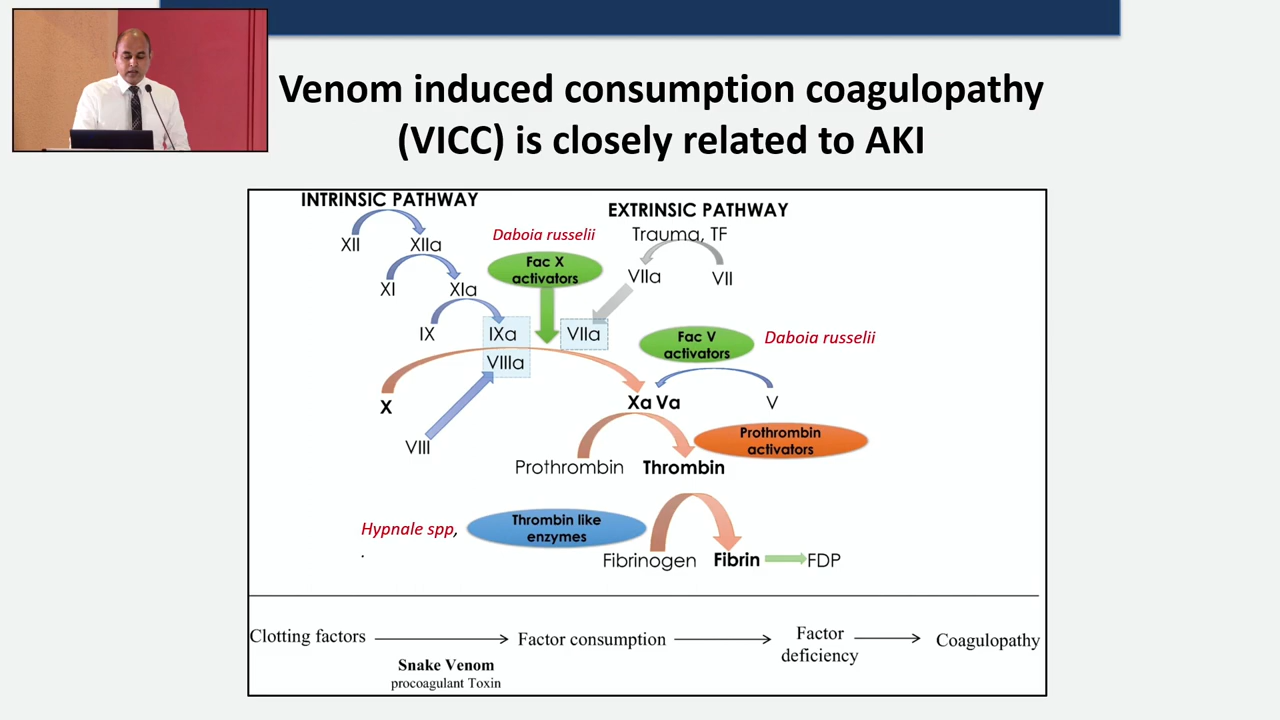 Venom induced consumption coagulopathy
(VICC) is closely related to AKI
INTRINSIC PATHWAY
EXTRINSIC PATHWAY
Daboia russelii
Trauma, TF
XII
XIIa
Fac X
activators
VIIa
VII
XI
XIa
IX
IXa
VIIa
Fac V
activators
Daboia russelii
VIIIa
X
Xa Va
V
VIII
Prothrombin
activators
Prothrombin
Thrombin
Hypnale spp,
.
Thrombin like
enzymes
Fibrinogen
Fibrin
FDP
Clotting factors
Snake Venom
procoagulant Toxin
Factor consumption
Factor
deficiency
Coagulopathy